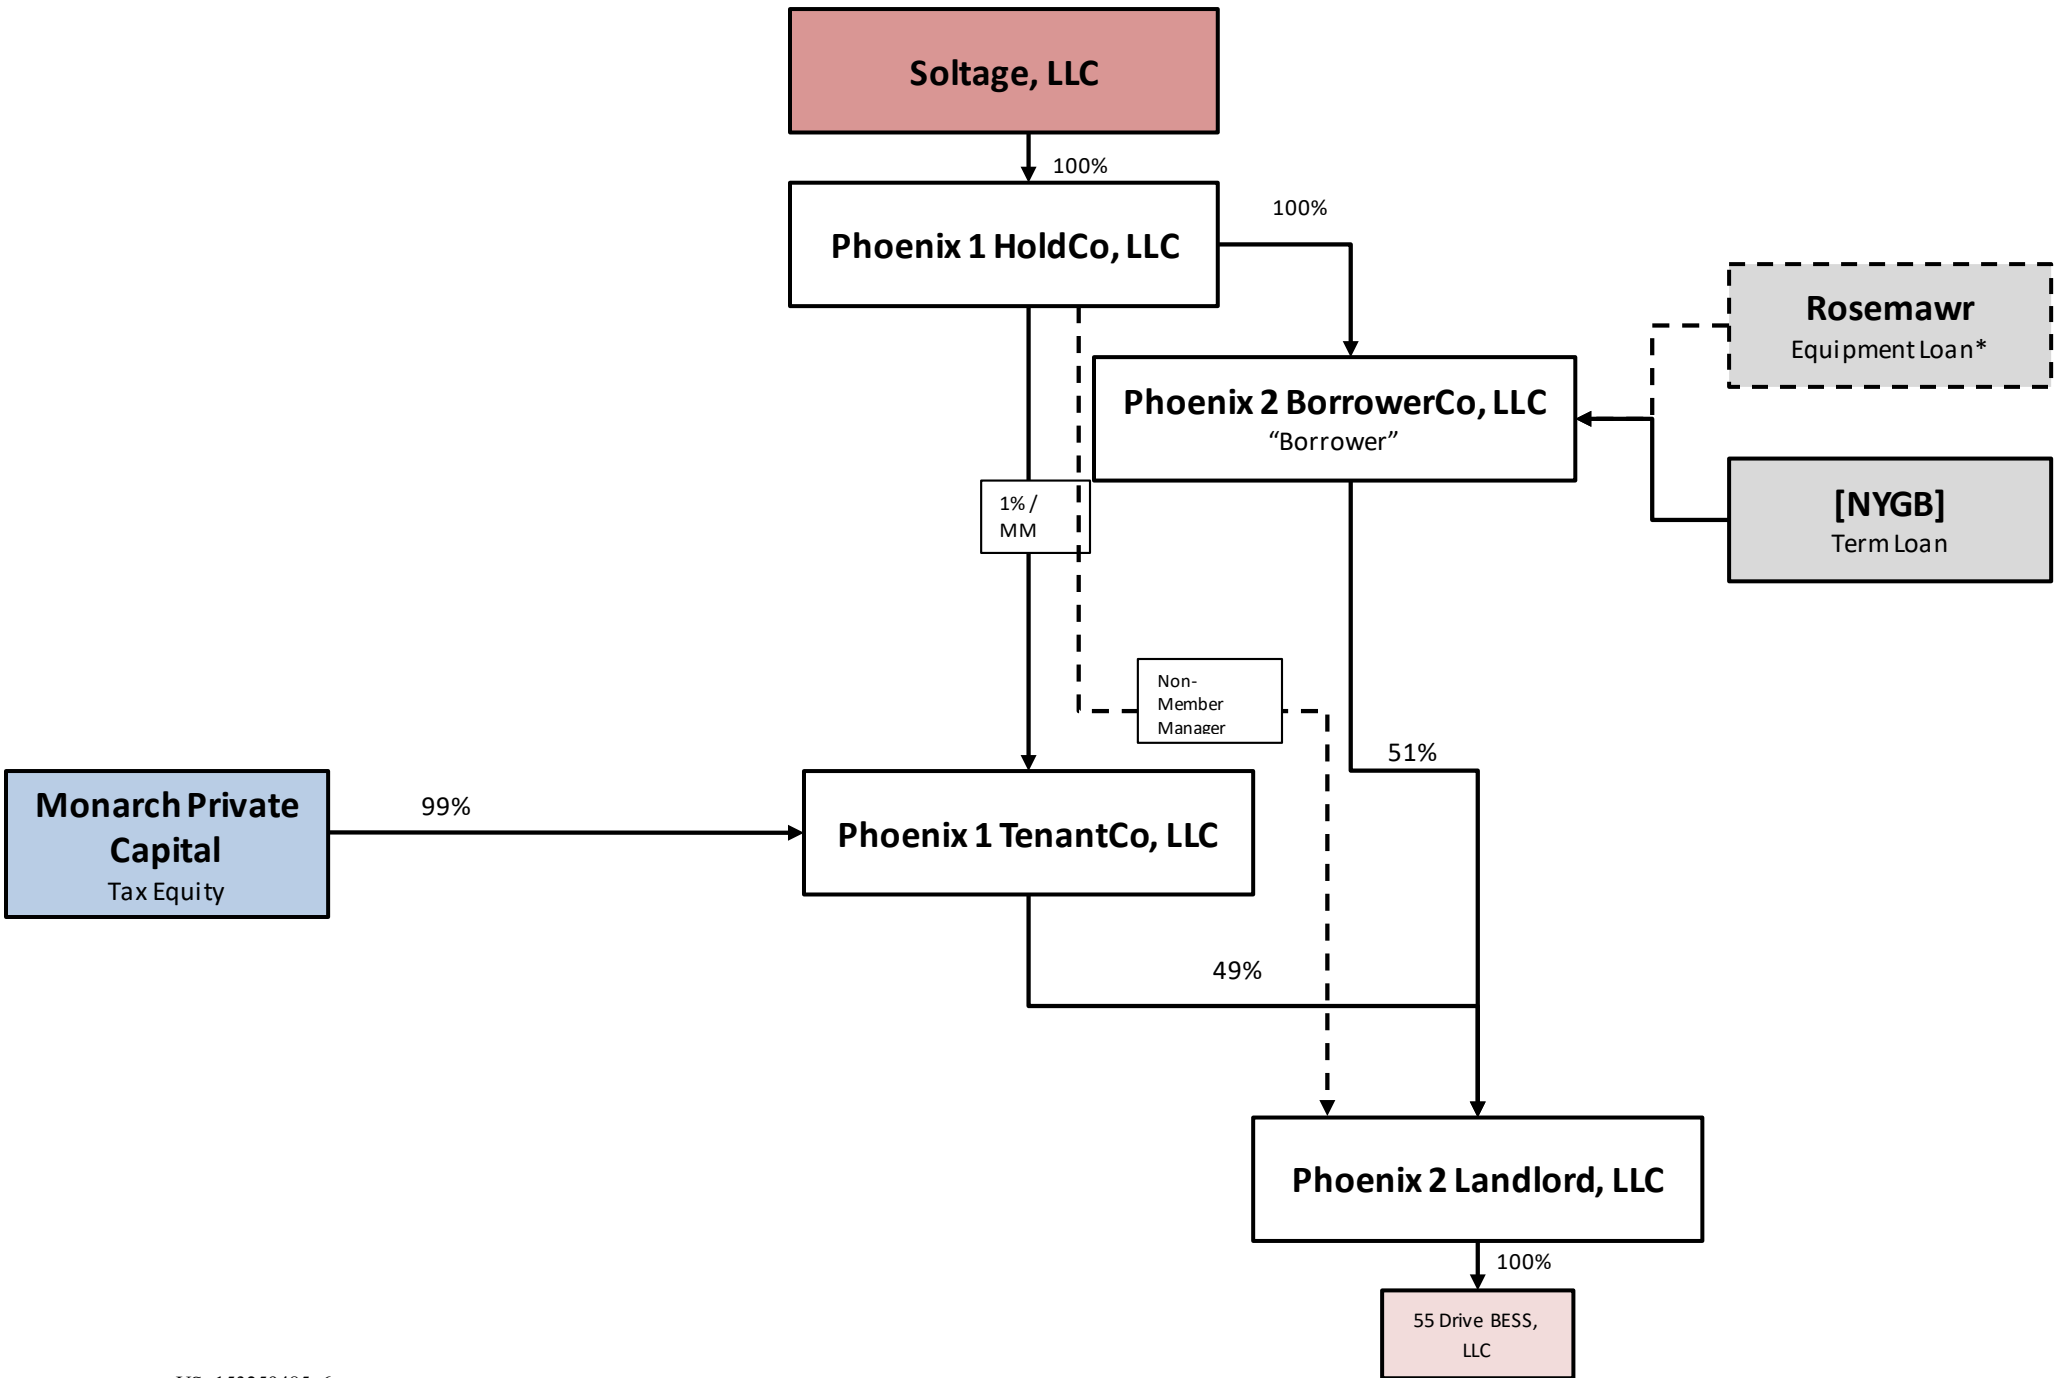 Soltage, LLC
100%
Phoenix 1 HoldCo, LLC
100%
Rosemawr
Equipment Loan*
Phoenix 2 BorrowerCo, LLC
“Borrower”
[NYGB]
Term Loan
1% /
MM
Non-
Member
Manager
51%
Monarch Private
Capital
Tax Equity
99%
Phoenix 1 TenantCo, LLC
49%
Phoenix 2 Landlord, LLC
100%
55 Drive BESS,
LLC